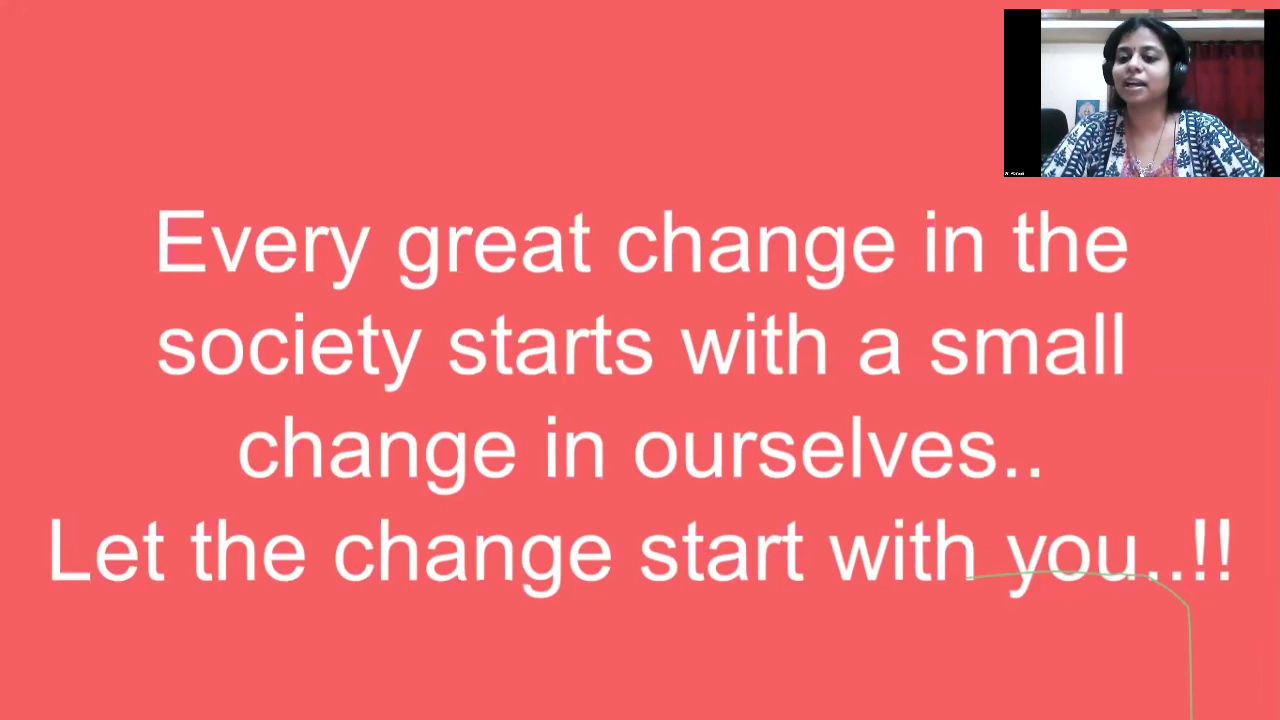 Every great change in the
society starts with a small
change in ourselves..
Let the change start with you..!!